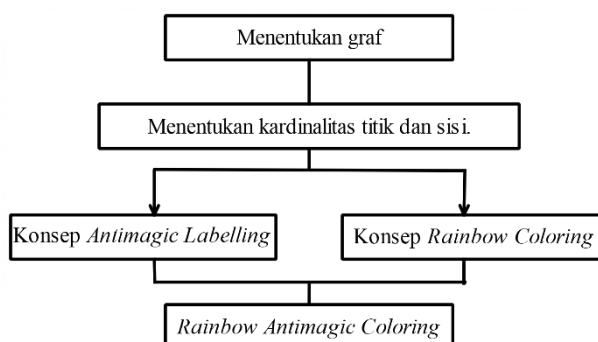 Menentukan graf
Menentukan kardinalitas titik dan sisi.
Konsep Antimagic Labelling
Konsep Rainbow Coloring
Rainbow Antimagic Coloring